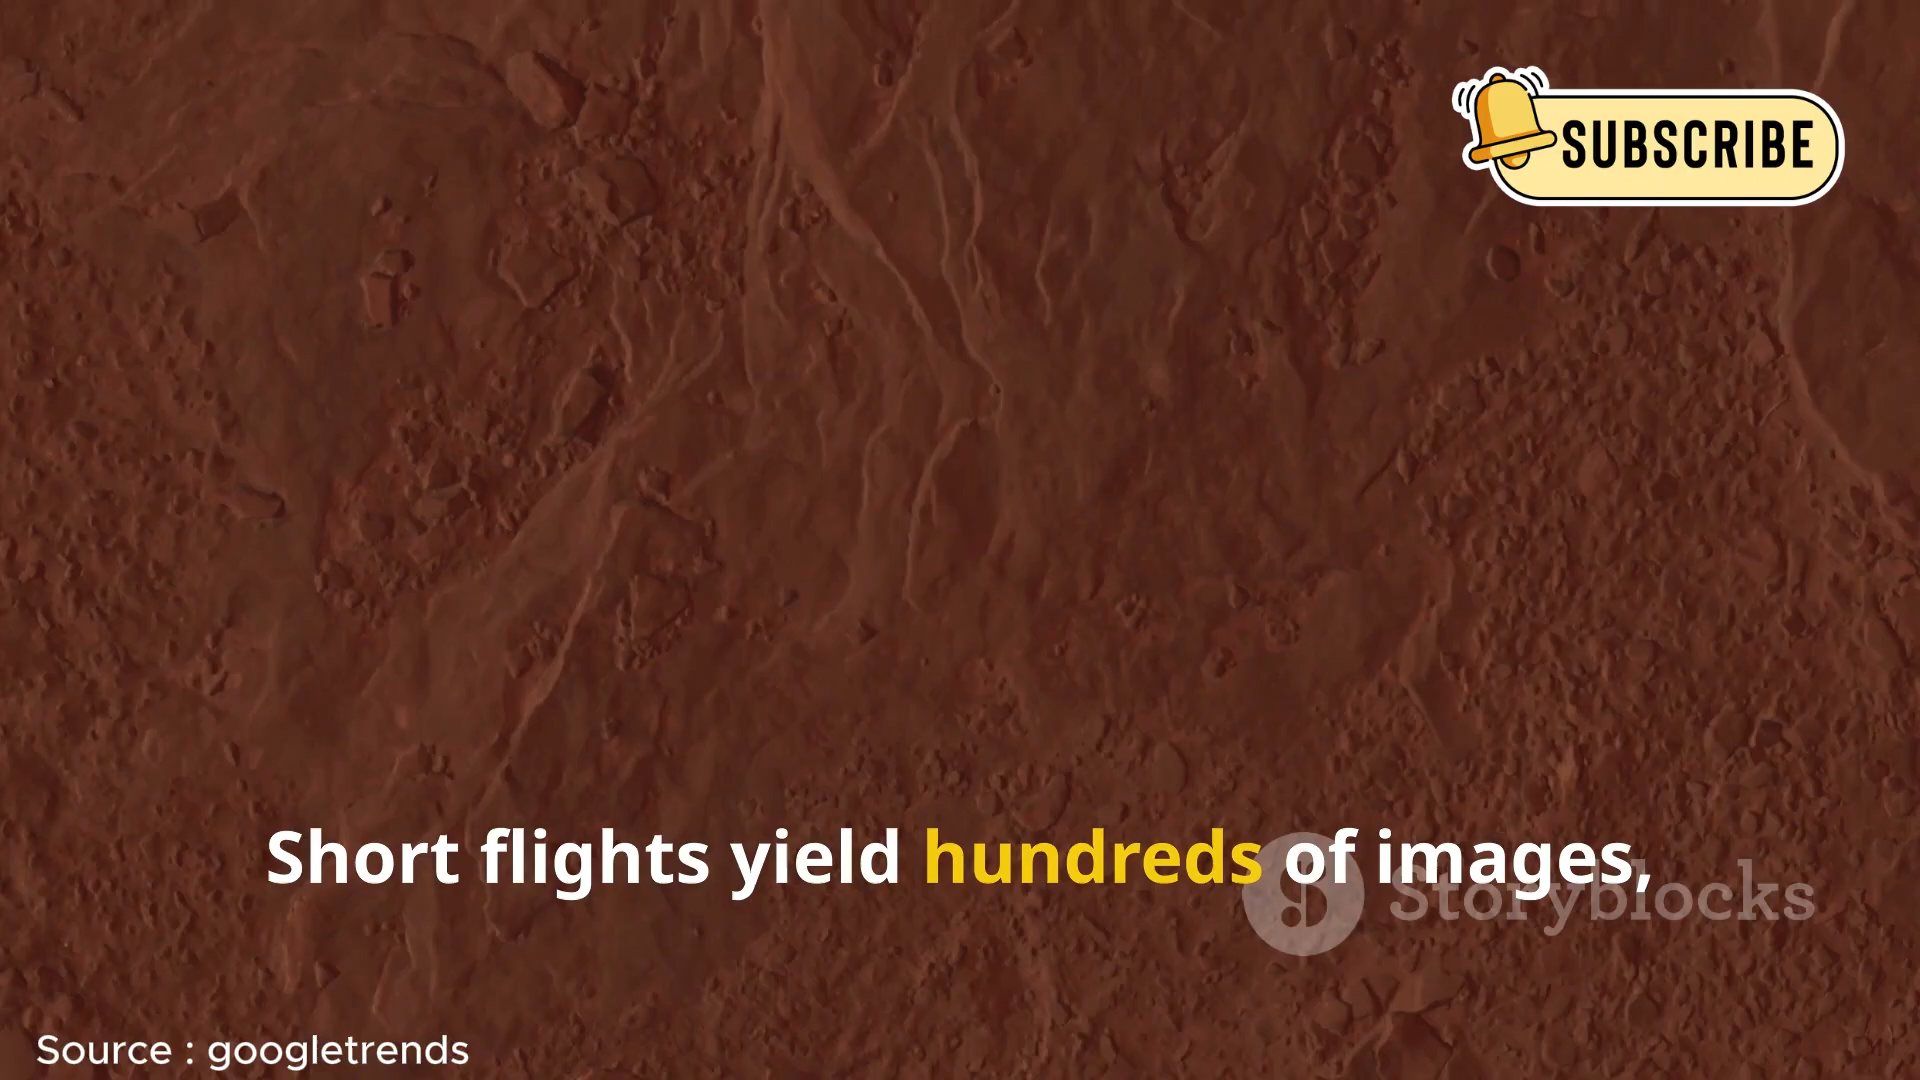 SUBSCRIBE
Short flights yield hundreds of images,
Storyblocks
Source : googletrends